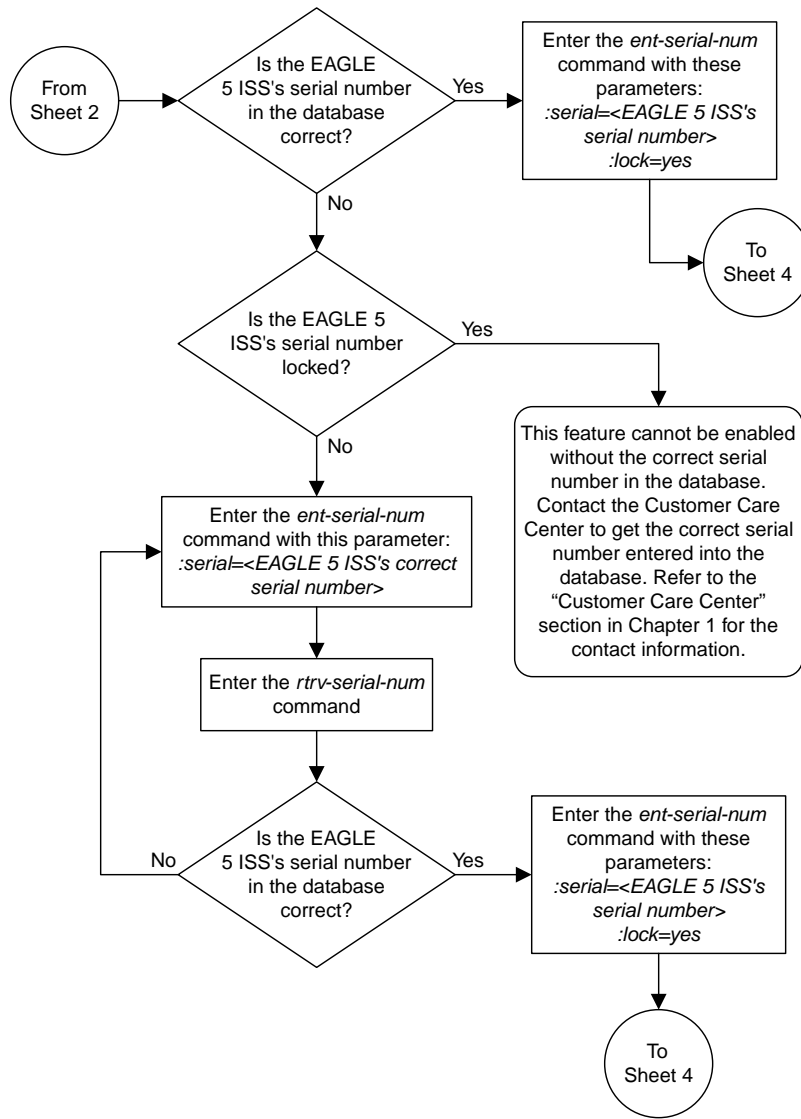 From
Sheet 2
Is the EAGLE
5 ISS's serial number
in the database
correct?
Yes
Enter the ent-serial-num
command with these
parameters:
:serial=<EAGLE 5 ISS's
serial number>
:lock=yes
No
To
Sheet 4
Is the EAGLE 5
ISS's serial number
locked?
Yes
This feature cannot be enabled
without the correct serial
number in the database.
Contact the Customer Care
Center to get the correct serial
number entered into the
database. Refer to the
“Customer Care Center”
section in Chapter 1 for the
contact information.
No
Enter the ent-serial-num
command with this parameter:
:serial=<EAGLE 5 ISS's correct
serial number>
Enter the rtrv-serial-num
command
Is the EAGLE
5 ISS's serial number
in the database
correct?
No
Yes
Enter the ent-serial-num
command with these
parameters:
:serial=<EAGLE 5 ISS's
serial number>
:lock=yes
To
Sheet 4